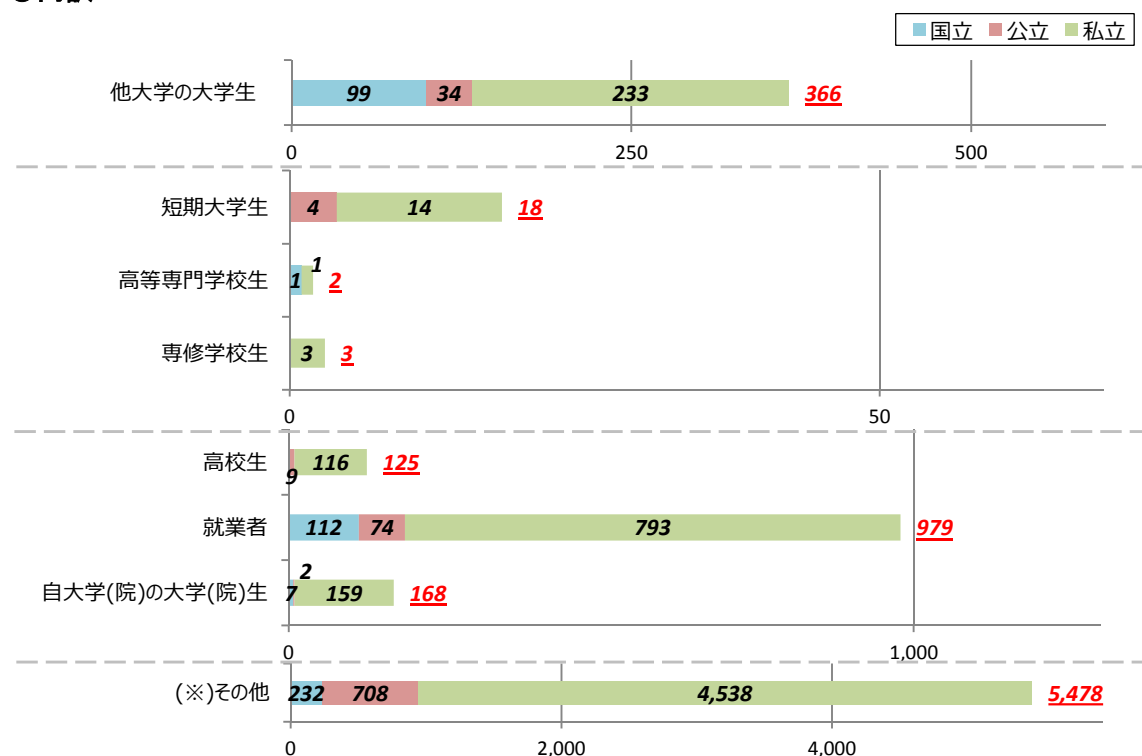 国立 公立 私立
他大学の大学生 99 34 233 366
0 250 500
短期大学生 4 14 18
高等専門学校生 1 1 2
専修学校生 3 3
0 50
高校生 9 116 125
就業者 112 74 793 979
自大学(院)の大学(院)生 7 2 159 168
0 1,000
(※)その他 232 708 4,538 5,478
0 2,000 4,000